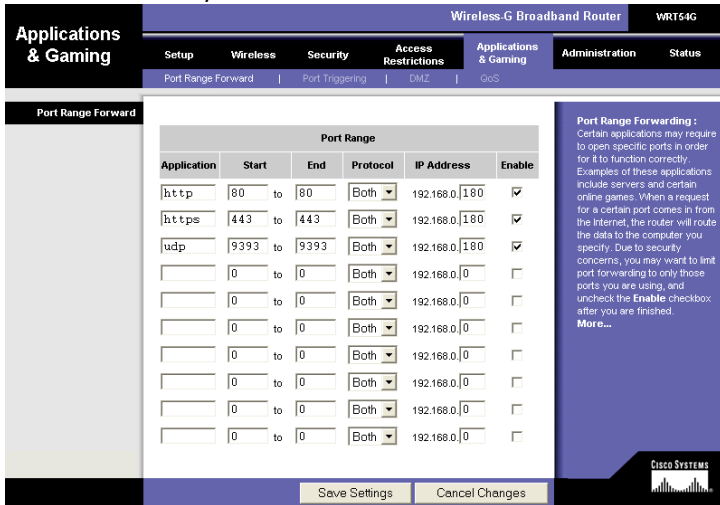 Wireless-G Broadband Router WRT54G
Applications
& Gaming
Setup Wireless Security Access Restrictions Applications & Gaming Administration Status
Port Range Forward | Port Triggering | DMZ | QoS
Port Range Forward
Port Range
Application Start End Protocol IP Address Enable
http 80 to 80 Both 192.168.0. 180
https 443 to 443 Both 192.168.0. 180
udp 9393 to 9393 Both 192.168.0. 180
0 to 0 Both 192.168.0. 0
0 to 0 Both 192.168.0. 0
0 to 0 Both 192.168.0. 0
0 to 0 Both 192.168.0. 0
0 to 0 Both 192.168.0. 0
0 to 0 Both 192.168.0. 0
0 to 0 Both 192.168.0. 0
Port Range Forwarding :
Certain applications may require
to open specific ports in order
for it to function correctly.
Examples of these applications
include servers and certain
online games. When a request
for a certain port comes in from
the Internet, the router will route
the data to the computer you
specify. Due to security
concerns, you may want to limit
port forwarding to only those
ports you are using, and
uncheck the Enable checkbox
after you are finished.
More...
Save Settings Cancel Changes
CISCO SYSTEMS